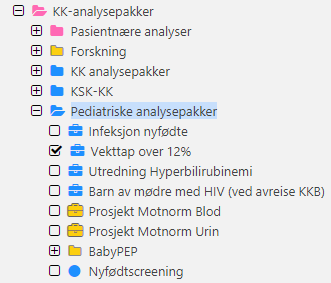 KK-analysepakker
Pasientnære analyser
Forskning
KK analysepakker
KSK-KK
Pediatriske analysepakker
Infeksjon nyfødte
Vekttap over 12%
Utredning Hyperbilirubinemi
Barn av mødre med HIV (ved avreise KKB)
Prosjekt Motnorm Blod
Prosjekt Motnorm Urin
BabyPEP
Nyfødtscreening